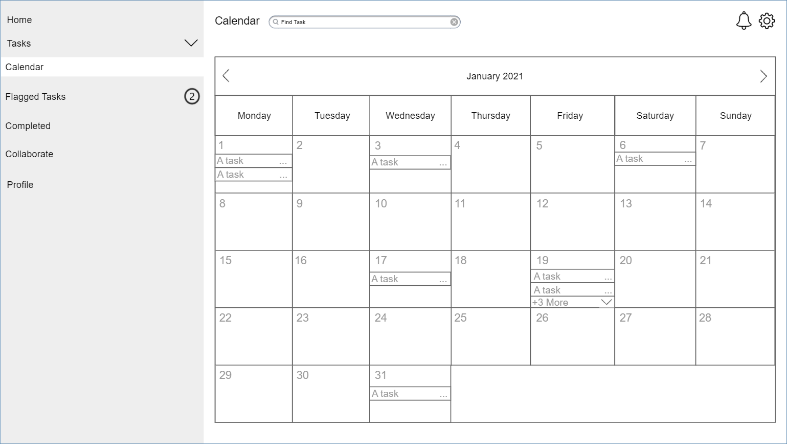 Home
Tasks
Calendar
Flagged Tasks 2
Completed
Collaborate
Profile
Calendar Find Task
January 2021
Monday Tuesday Wednesday Thursday Friday Saturday Sunday
1 2 3 4 5 6 7
A task ... A task ... A task ...
A task ...
8 9 10 11 12 13 14
15 16 17 18 19 20 21
A task ... A task ...
A task ...
+3 More
22 23 24 25 26 27 28
29 30 31
A task ...